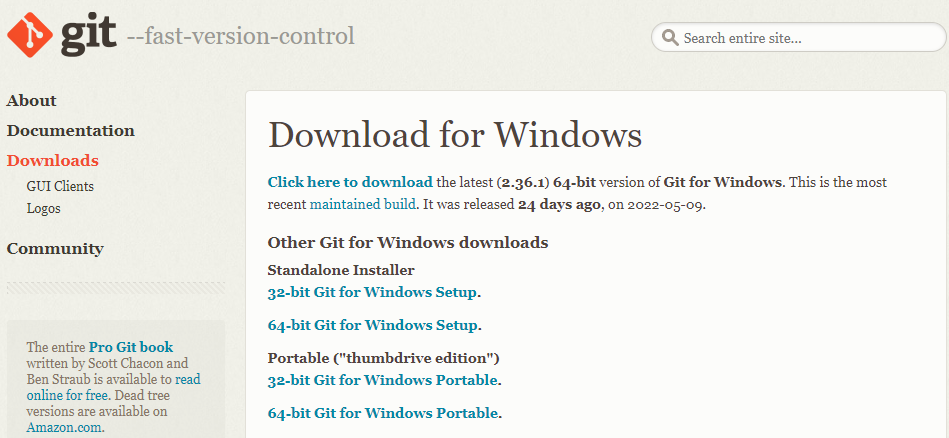 git --fast-version-control
Search entire site...
About
Documentation
Downloads
GUI Clients
Logos
Community
The entire Pro Git book
written by Scott Chacon and
Ben Straub is available to read
online for free. Dead tree
versions are available on
Amazon.com.
Download for Windows
Click here to download the latest (2.36.1) 64-bit version of Git for Windows. This is the most
recent maintained build. It was released 24 days ago, on 2022-05-09.
Other Git for Windows downloads
Standalone Installer
32-bit Git for Windows Setup.
64-bit Git for Windows Setup.
Portable ("thumbdrive edition")
32-bit Git for Windows Portable.
64-bit Git for Windows Portable.